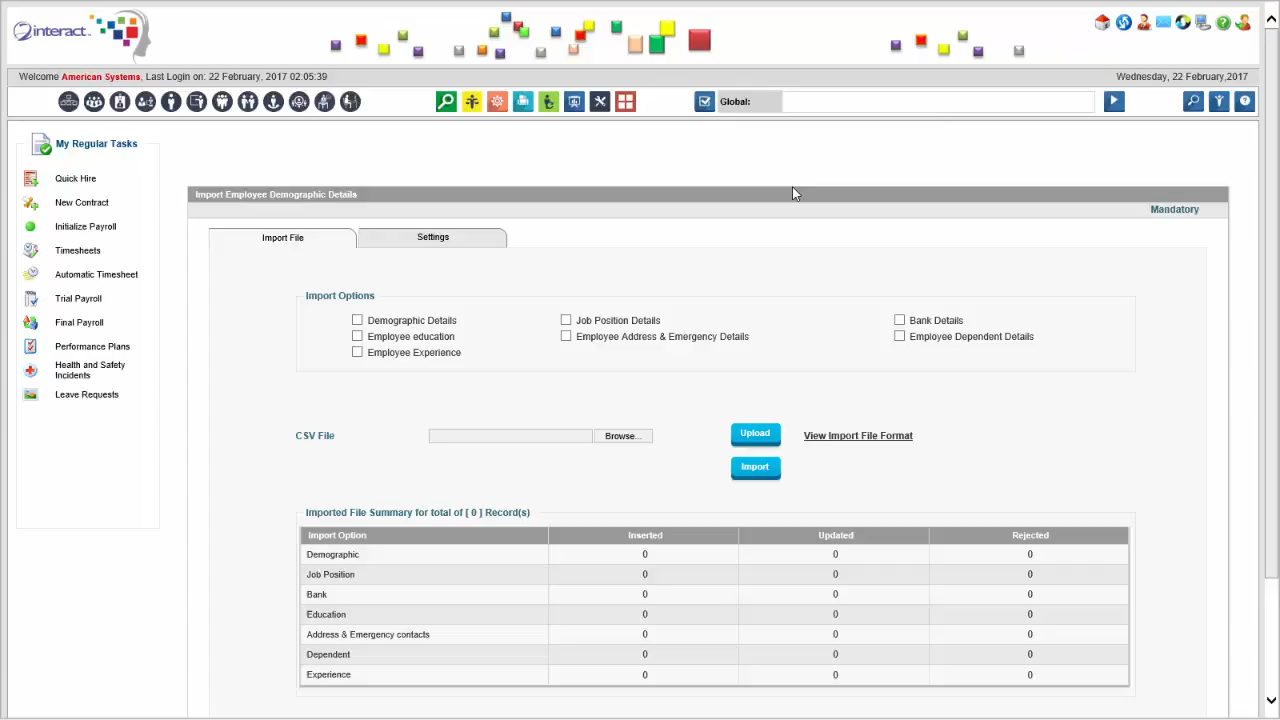 interact
Welcome American Systems, Last Login on: 22 February, 2017 02:05:39
Wednesday, 22 February,2017
Global:
My Regular Tasks
Quick Hire
New Contract
Initialize Payroll
Timesheets
Automatic Timesheet
Trial Payroll
Final Payroll
Performance Plans
Health and Safety
Incidents
Leave Requests
Import Employee Demographic Details
Mandatory
Import File Settings
Import Options
Demographic Details Job Position Details Bank Details
Employee education Employee Address & Emergency Details Employee Dependent Details
Employee Experience
CSV File Browse... Upload View Import File Format
Import
Imported File Summary for total of [ 0 ] Record(s)
Import Option Inserted Updated Rejected
Demographic 0 0 0
Job Position 0 0 0
Bank 0 0 0
Education 0 0 0
Address & Emergency contacts 0 0 0
Dependent 0 0 0
Experience 0 0 0